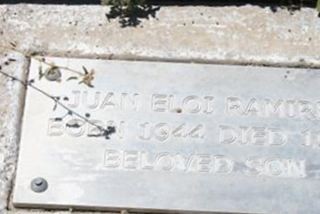 JUAN ELOI
BORN 1944 DIED
BELOVED SON